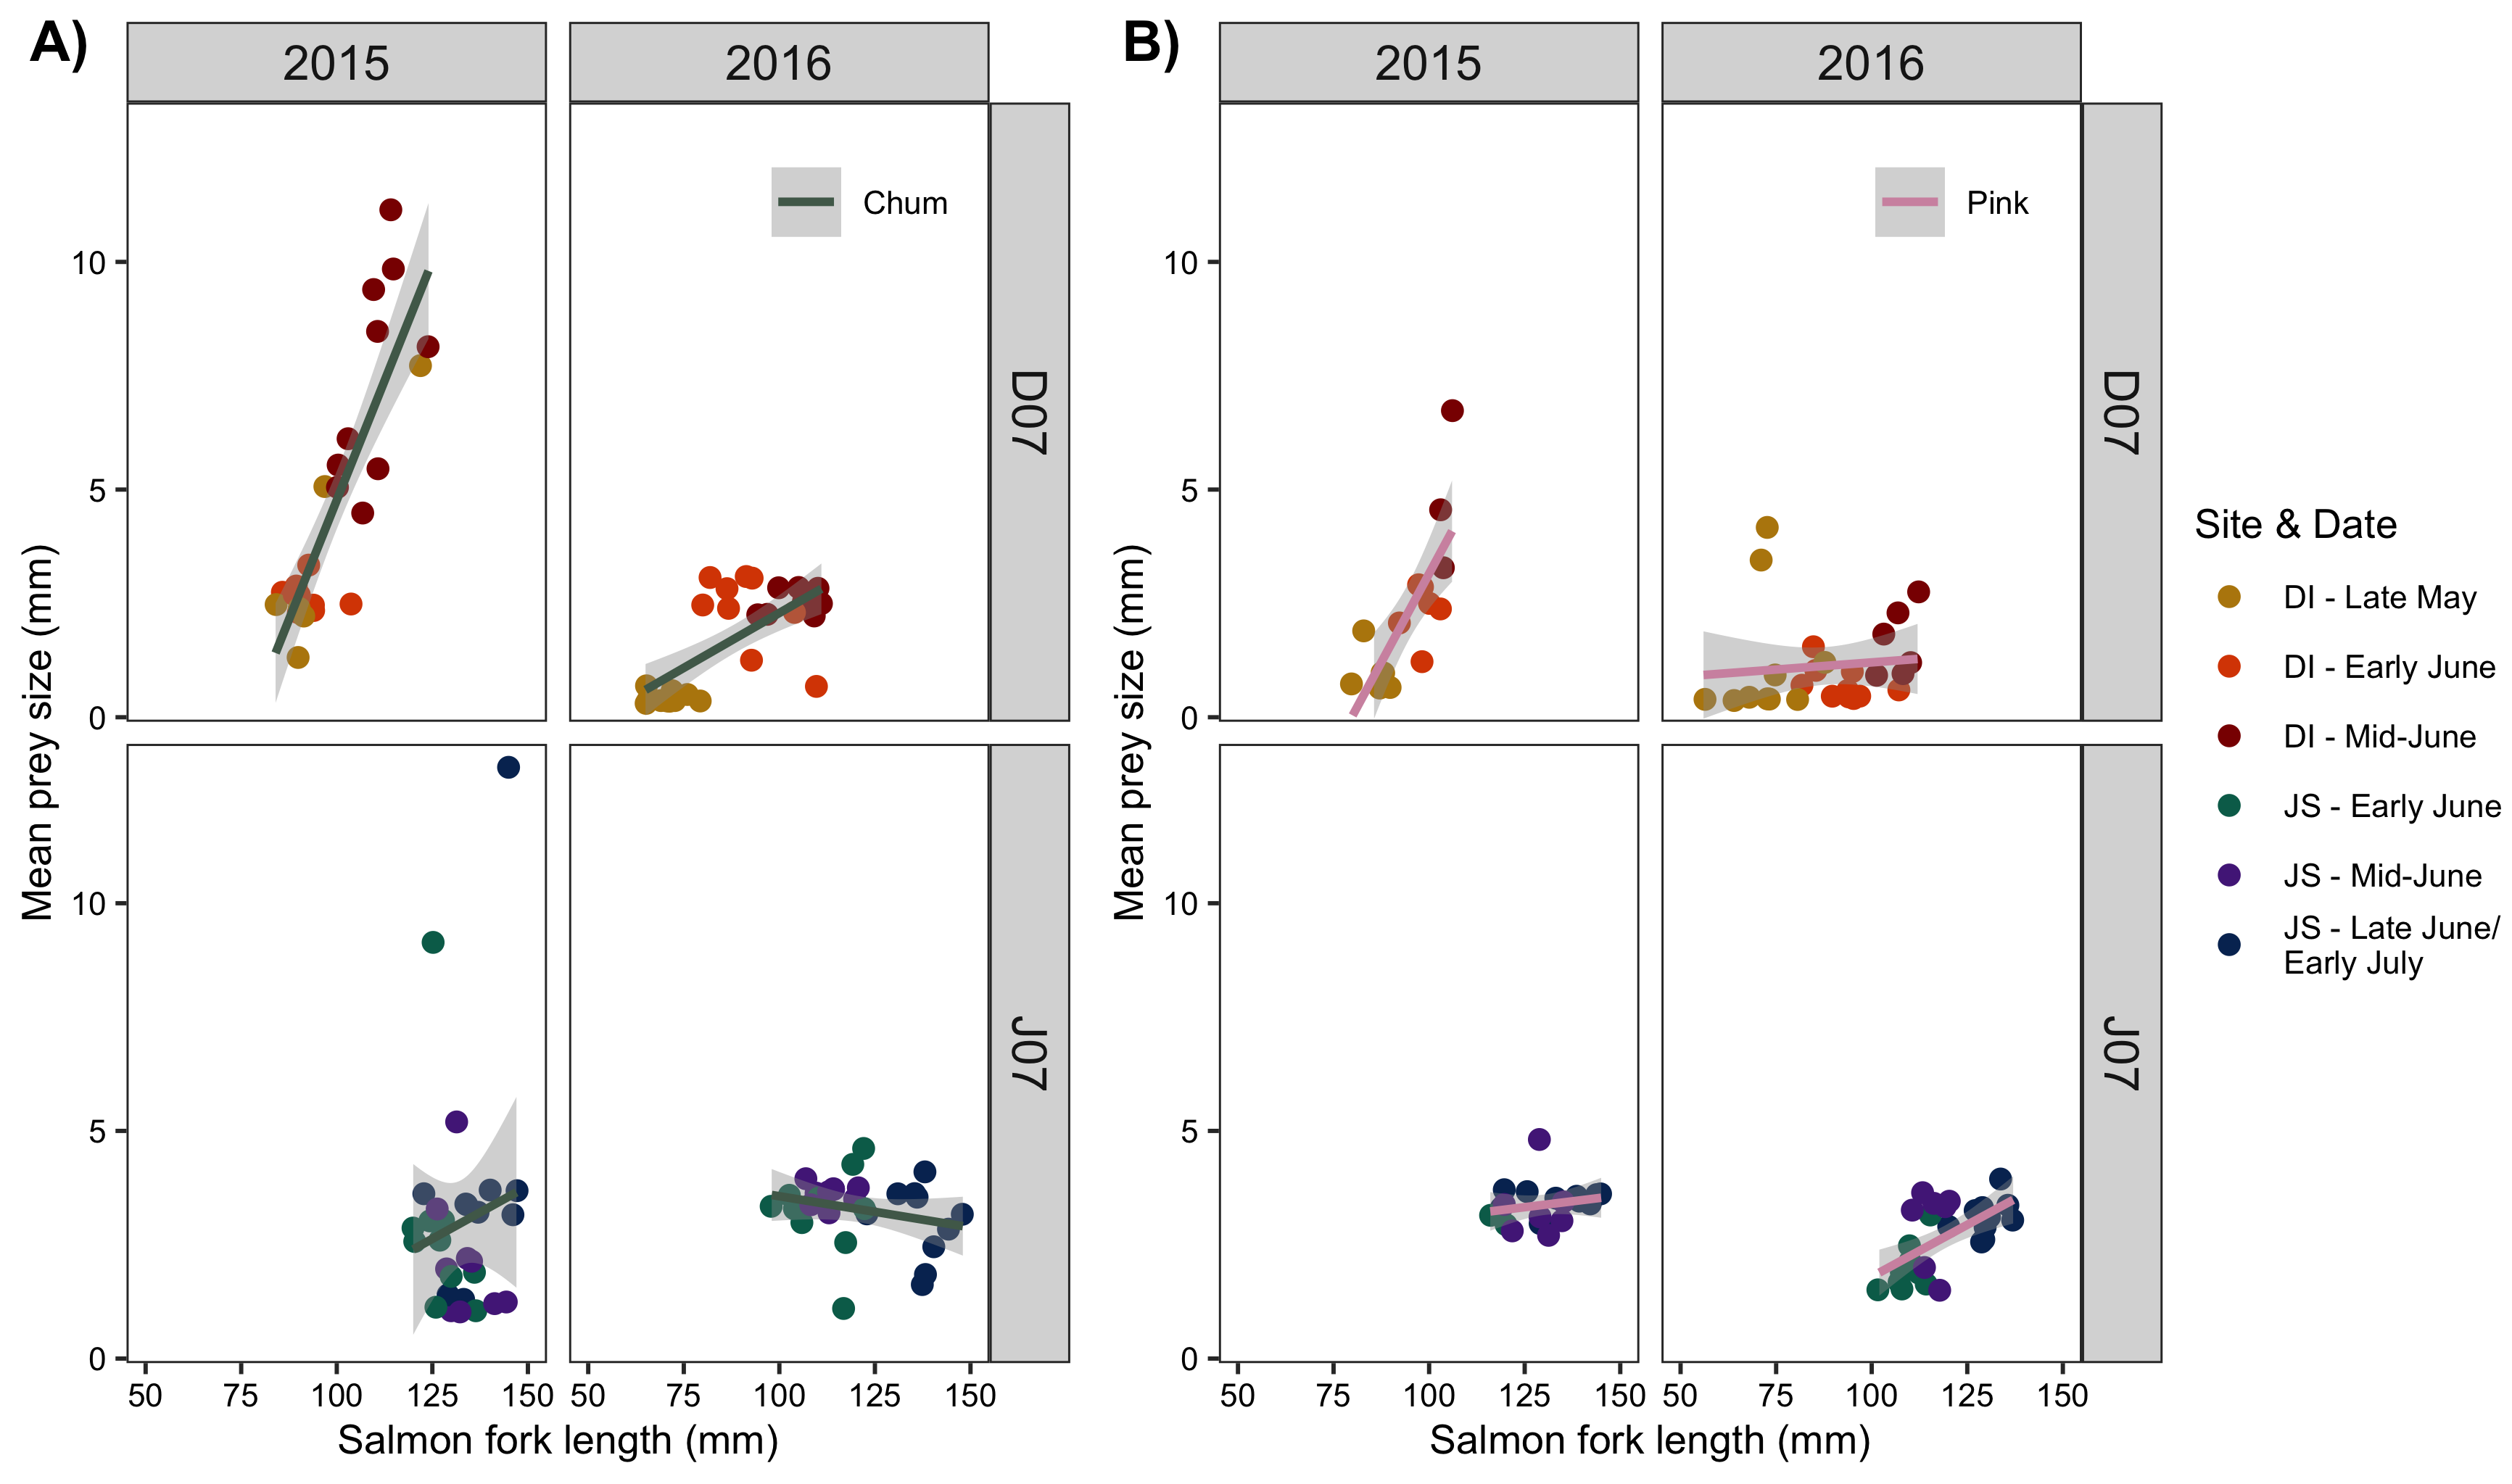 A)
2015
2016
Chum
D07
J07
10
5
0
10
5
0
Mean prey size (mm)
50 75 100 125 150
50 75 100 125 150
Salmon fork length (mm)
B)
2015
2016
Pink
D07
J07
10
5
0
10
5
0
Mean prey size (mm)
50 75 100 125 150
50 75 100 125 150
Salmon fork length (mm)
Site & Date
DI - Late May
DI - Early June
DI - Mid-June
JS - Early June
JS - Mid-June
JS - Late June/
Early July